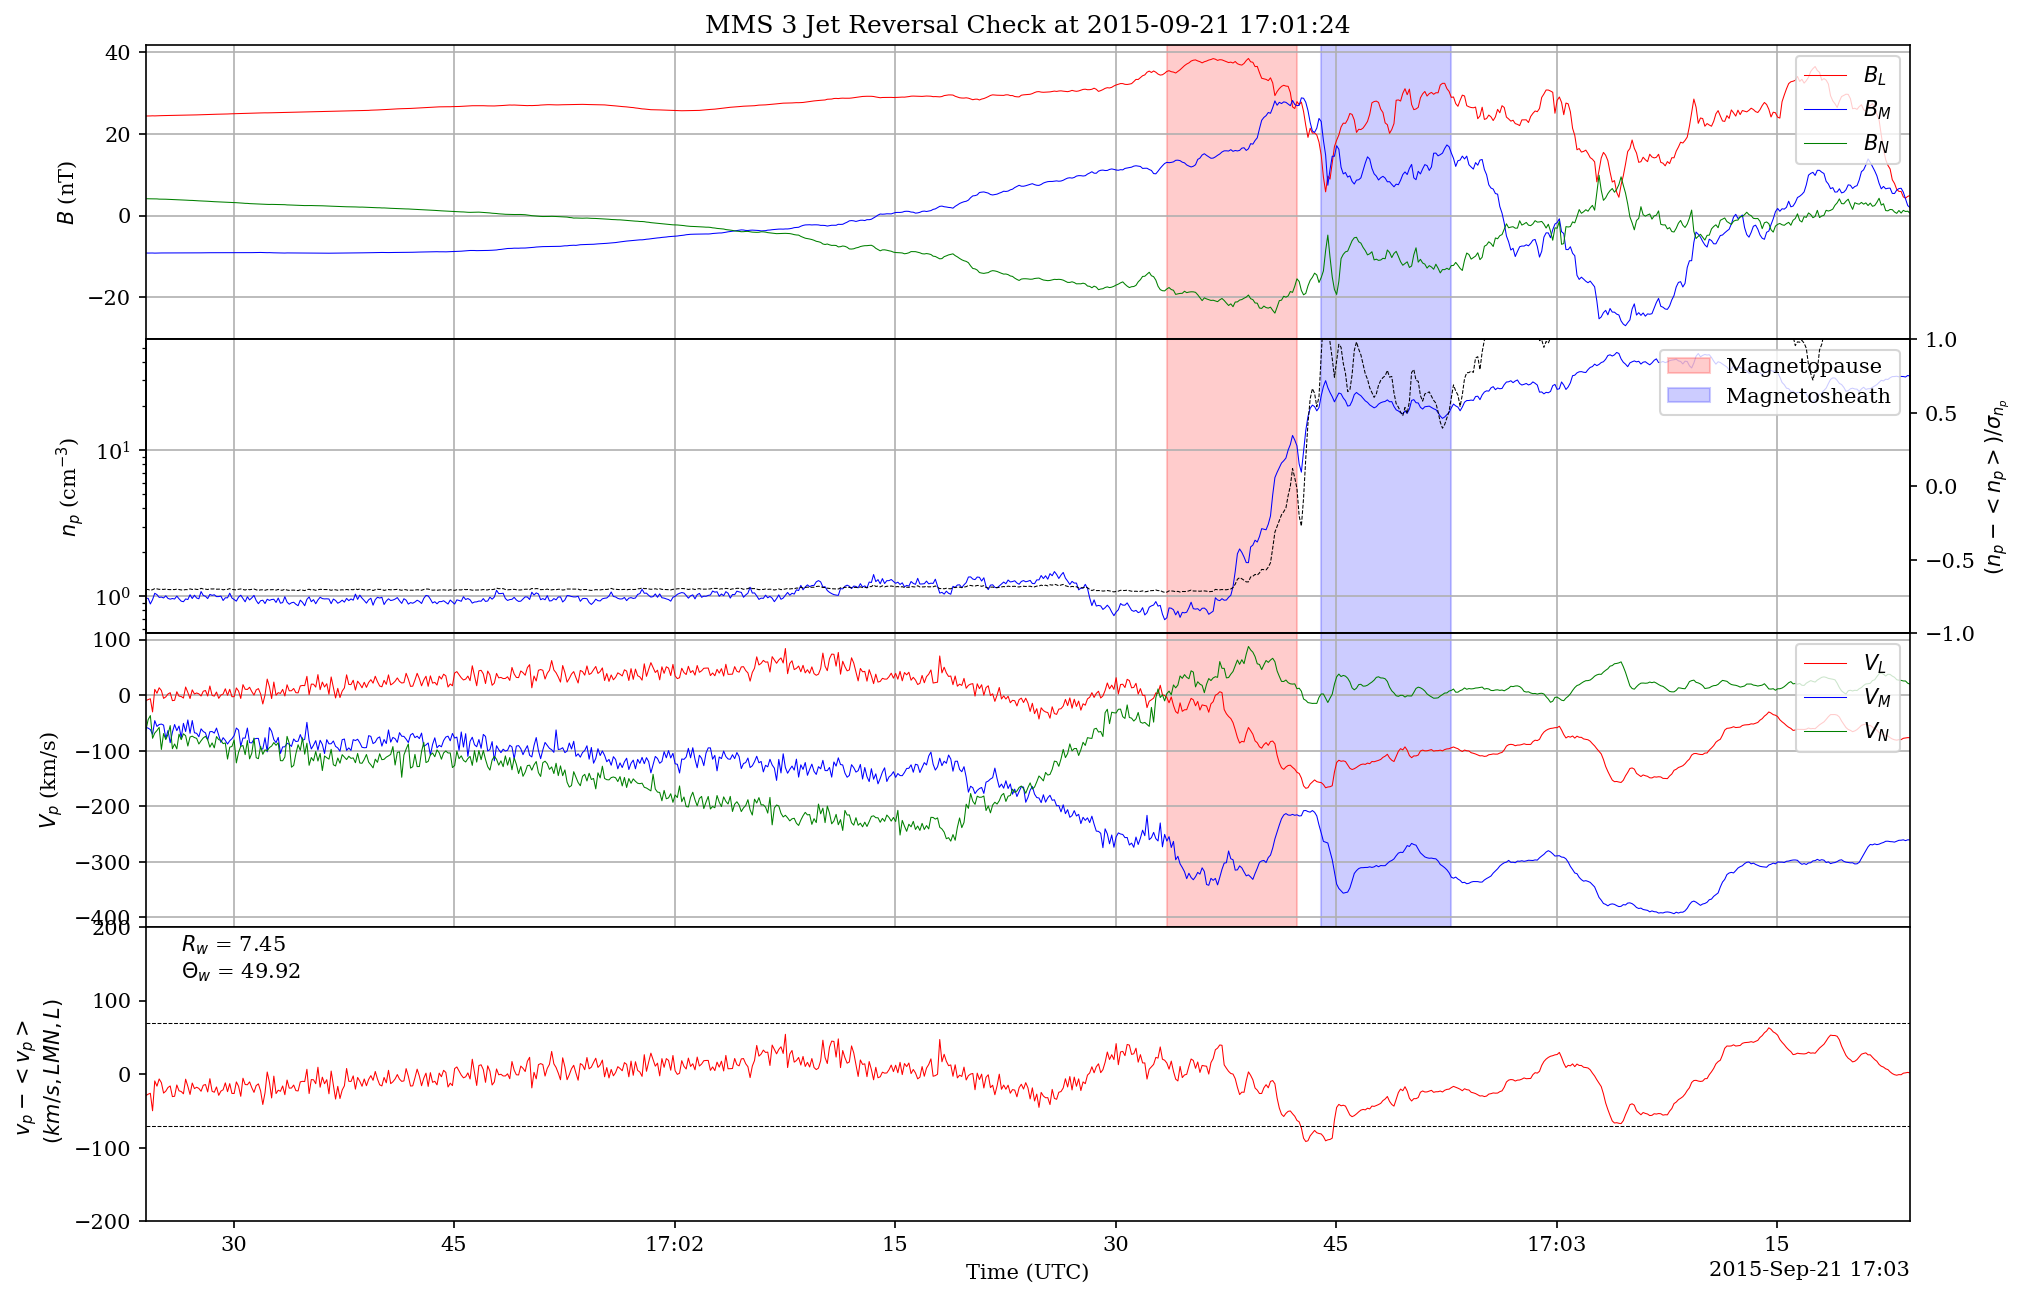 MMS 3 Jet Reversal Check at 2015-09-21 17:01:24
40
20
0
−20
B (nT)
B_L
B_M
B_N
10^1
10^0
n_p (cm^−3)
1.0
0.5
0.0
−0.5
−1.0
(n_p − < n_p >)/σ_{n_p}
Magnetopause
Magnetosheath
100
0
−100
−200
−300
−400
V_p (km/s)
V_L
V_M
V_N
200
100
0
−100
−200
v_p − < v_p >
(km/s, LMN, L)
R_w = 7.45
Θ_w = 49.92
30
45
17:02
15
30
45
17:03
15
Time (UTC)
2015-Sep-21 17:03